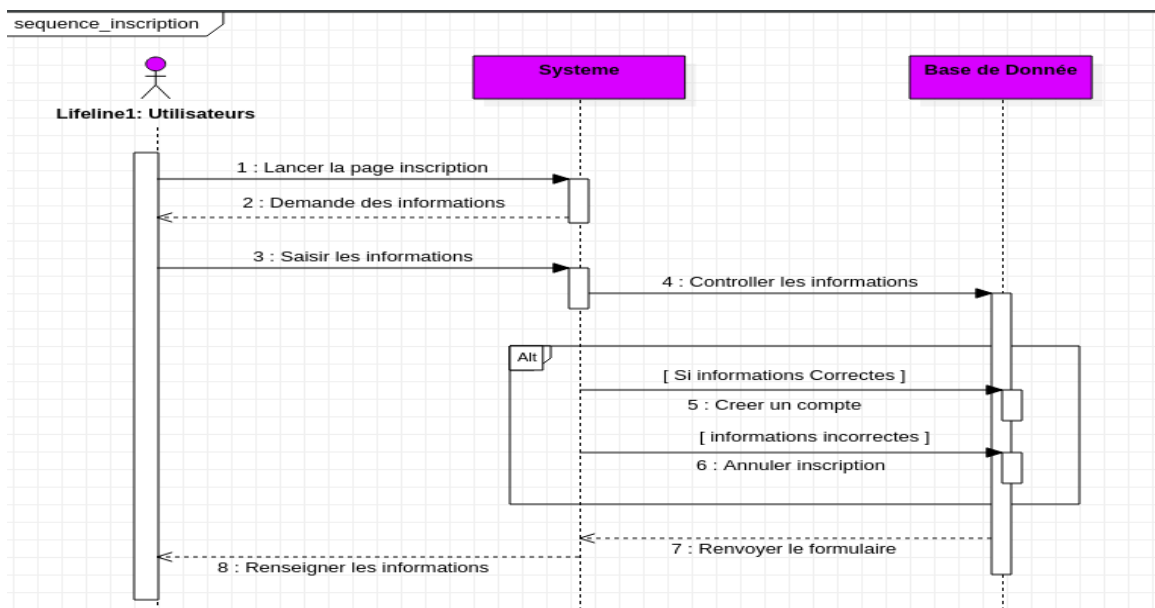 sequence_inscription
Systeme
Base de Donnée
Lifeline1: Utilisateurs
1 : Lancer la page inscription
2 : Demande des informations
3 : Saisir les informations
4 : Controller les informations
Alt
[ Si informations Correctes ]
5 : Creer un compte
[ informations incorrectes ]
6 : Annuler inscription
7 : Renvoyer le formulaire
8 : Renseigner les informations